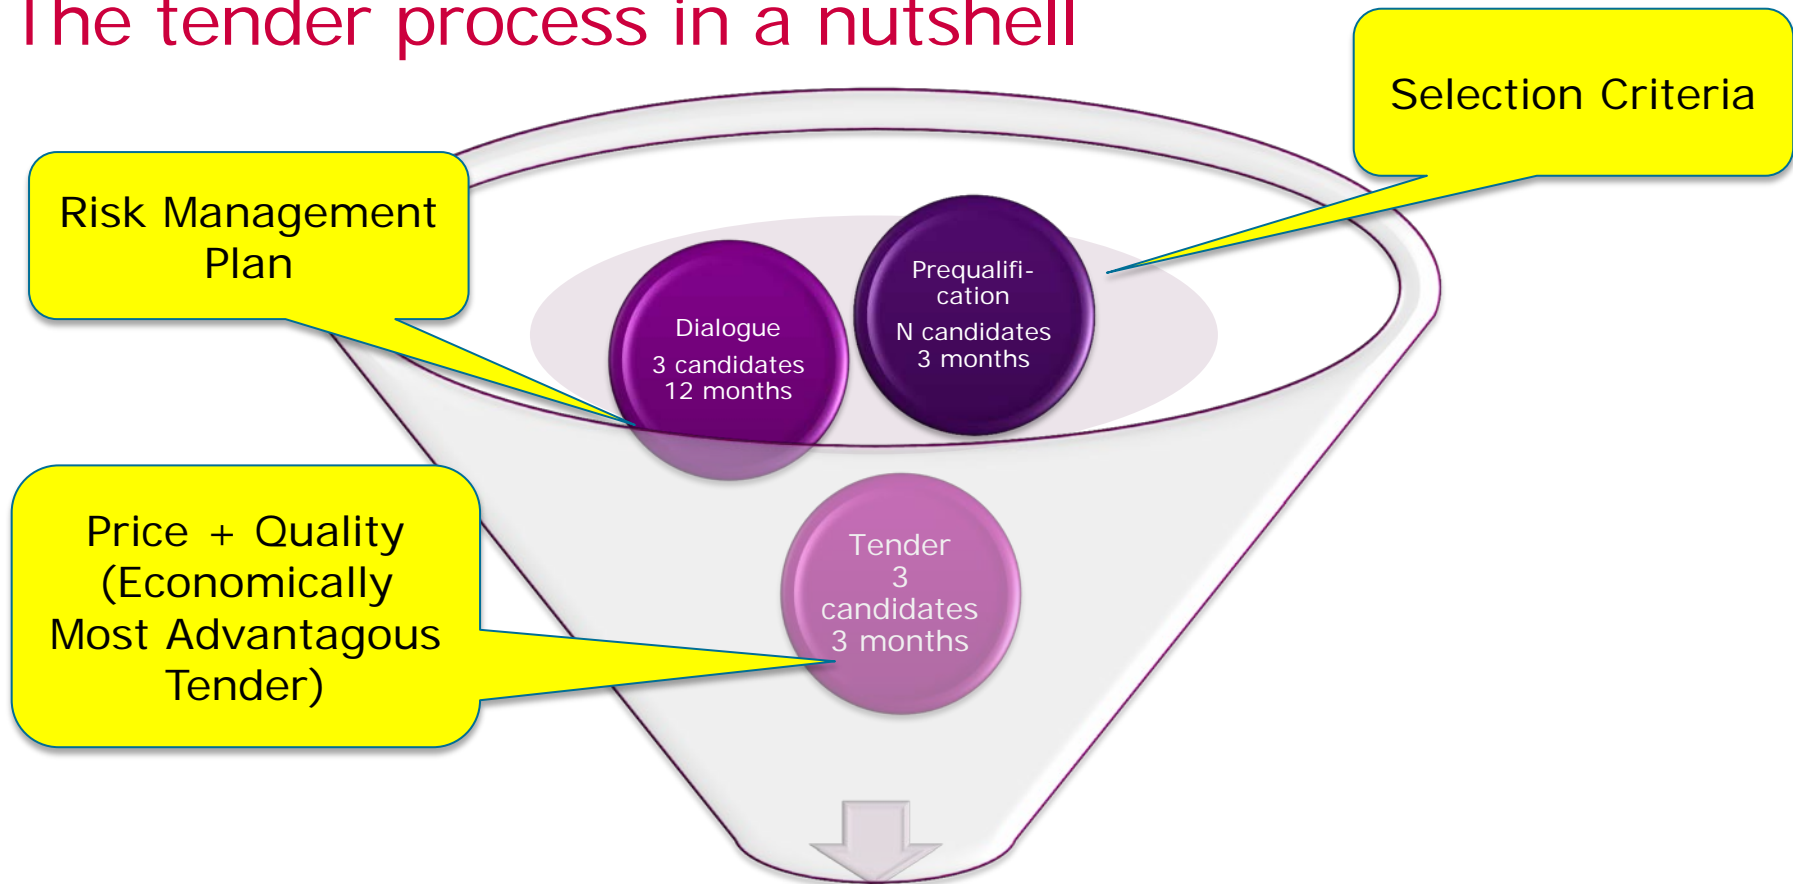 The tender process in a nutshell
Selection Criteria
Risk Management
Plan
Prequalifi-
cation
N candidates
3 months
Dialogue
3 candidates
12 months
Price + Quality
(Economically
Most Advantagous
Tender)
Tender
3
candidates
3 months